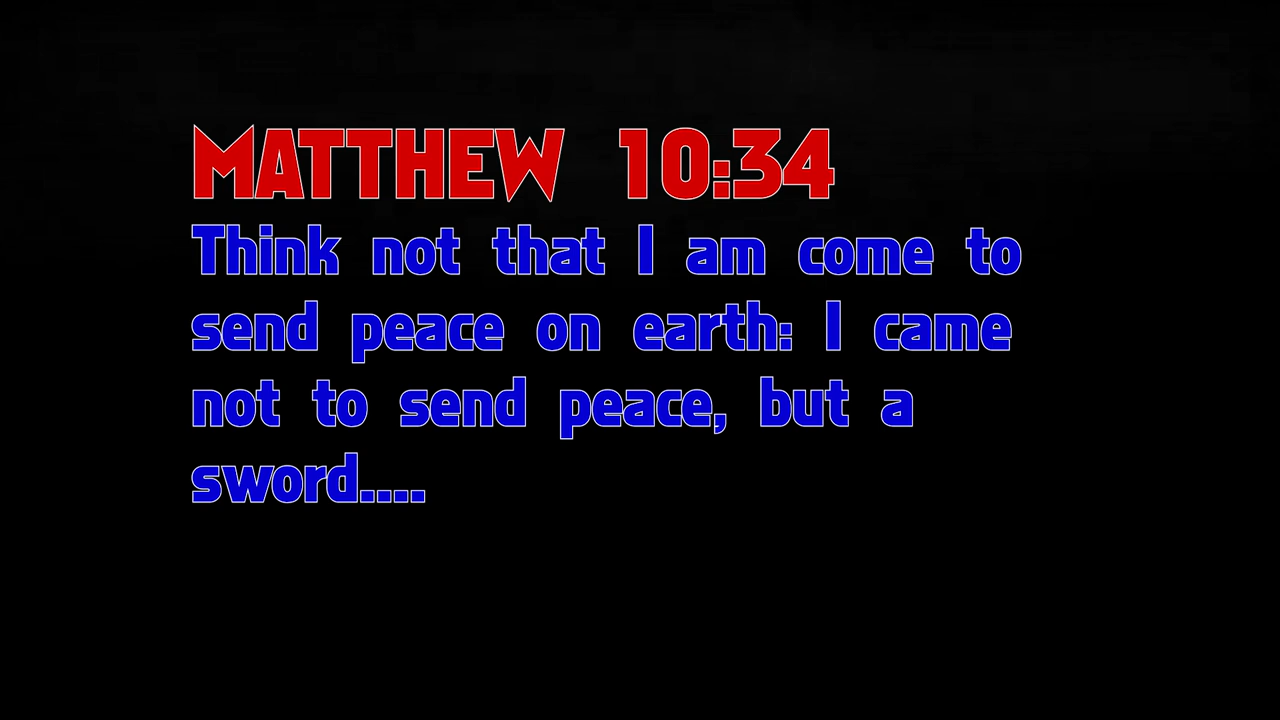 MATTHEW 10:34
Think not that I am come to
send peace on earth: I came
not to send peace, but a
sword....